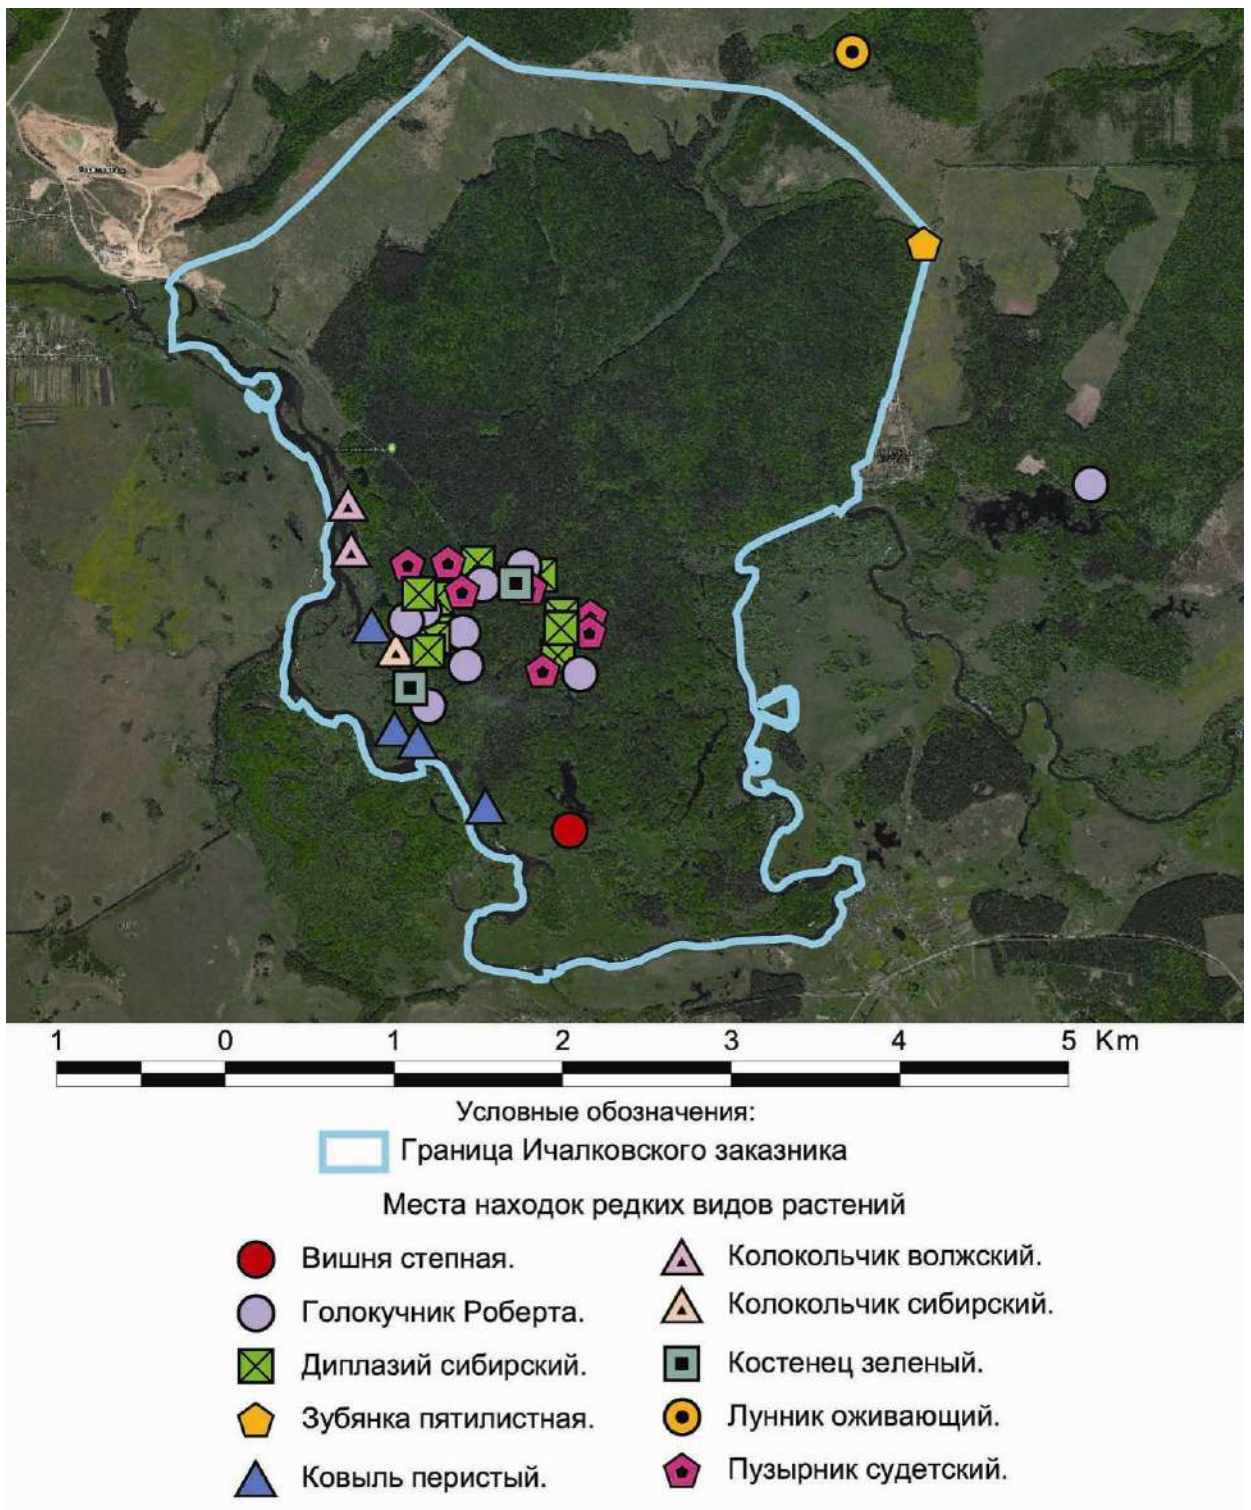 1 0 1 2 3 4 5 Km
Условные обозначения:
Граница Ичалковского заказника
Места находок редких видов растений
Вишня степная.
Колокольчик волжский.
Голокучник Роберта.
Колокольчик сибирский.
Диплазий сибирский.
Костенец зеленый.
Зубянка пятилистная.
Лунник оживающий.
Ковыль перистый.
Пузырник судетский.